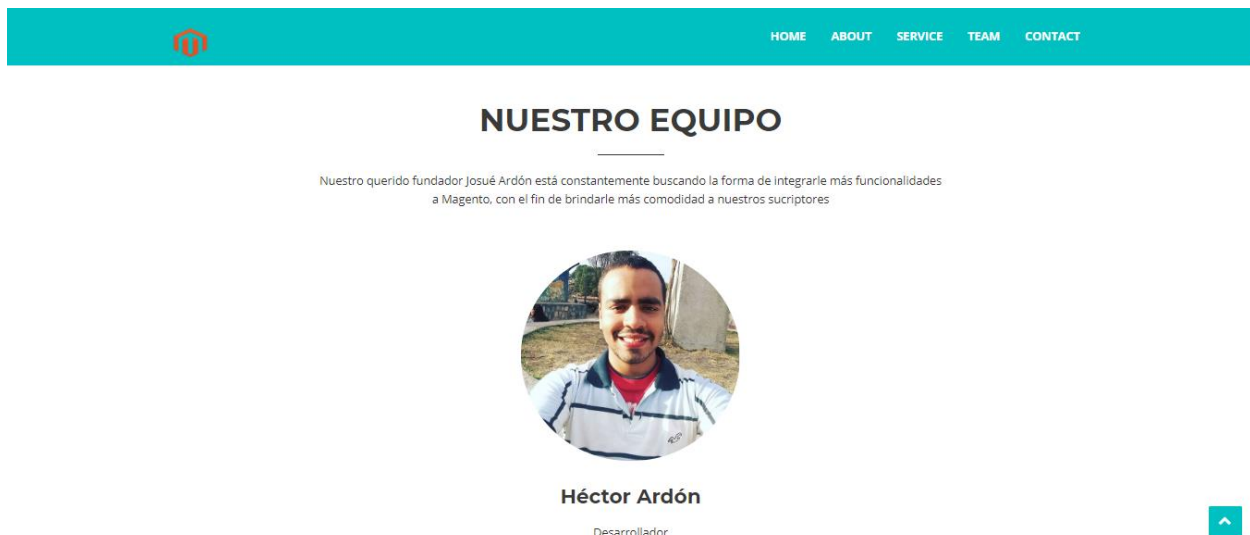 HOME ABOUT SERVICE TEAM CONTACT
NUESTRO EQUIPO
Nuestro querido fundador Josué Ardón está constantemente buscando la forma de integrarle más funcionalidades
a Magento, con el fin de brindarle más comodidad a nuestros sucriptores
Héctor Ardón
Desarrollador